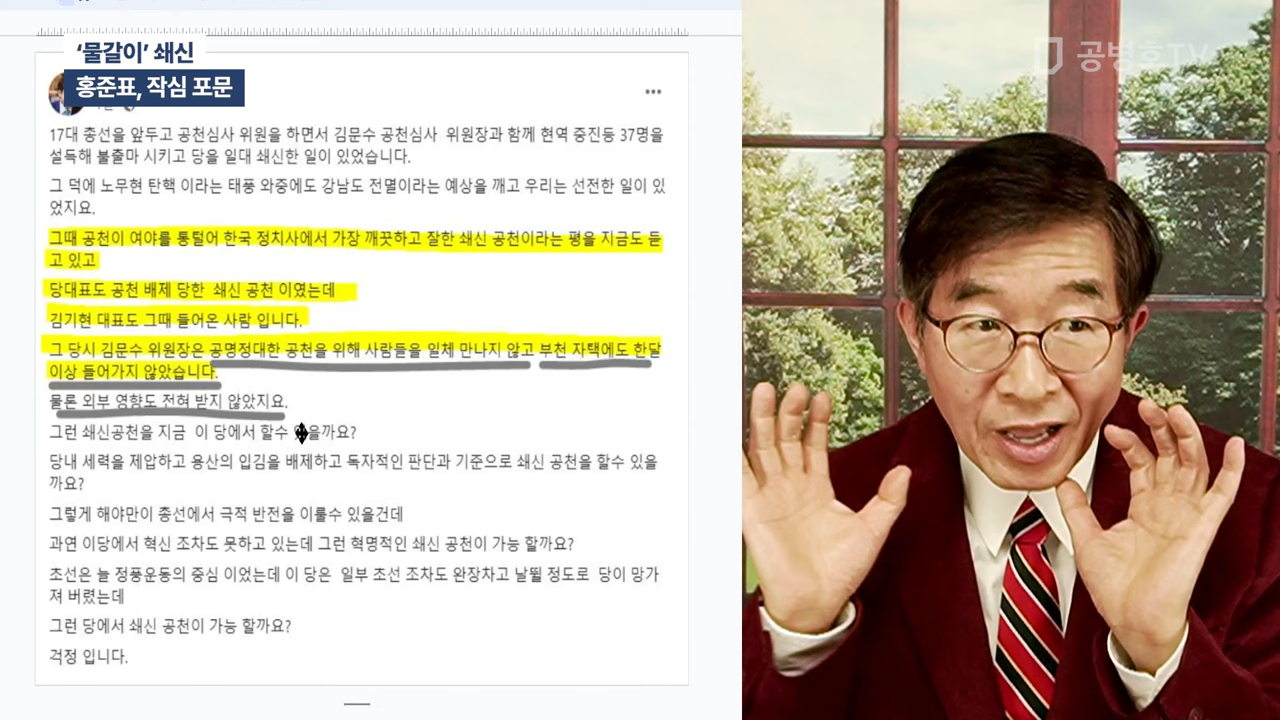 '물갈이' 쇄신
홍준표, 작심 포문
17대 총선을 앞두고 공천심사 위원을 하면서 김문수 공천심사 위원장과 함께 현역 중진등 37명을
설득해 불출마 시키고 당을 일대 쇄신한 일이 있었습니다.
그 덕에 노무현 탄핵 이라는 태풍 와중에도 강남도 전멸이라는 예상을 깨고 우리는 선전한 일이 있
었지요.
그때 공천이 여야를 통털어 한국 정치사에서 가장 깨끗하고 잘한 쇄신 공천이라는 평을 지금도 듣
고 있고
당대표도 공천 배제 당한 쇄신 공천 이였는데
김기현 대표도 그때 들어온 사람 입니다.
그 당시 김문수 위원장은 공명정대한 공천을 위해 사람들을 일체 만나지 않고 부천 자택에도 한달
이상 들어가지 않았습니다.
물론 외부 영향도 전혀 받지 않았지요.
그런 쇄신공천을 지금 이 당에서 할수 을까요?
당내 세력을 제압하고 용산의 입김을 배제하고 독자적인 판단과 기준으로 쇄신 공천을 할수 있을
까요?
그렇게 해야만이 총선에서 극적 반전을 이룰수 있을건데
과연 이당에서 혁신 조차도 못하고 있는데 그런 혁명적인 쇄신 공천이 가능 할까요?
초선은 늘 정풍운동의 중심 이었는데 이 당은 일부 초선 조차도 완장차고 날뛸 정도로 당이 망가
져 버렸는데
그런 당에서 쇄신 공천이 가능 할까요?
걱정 입니다.
공병호TV